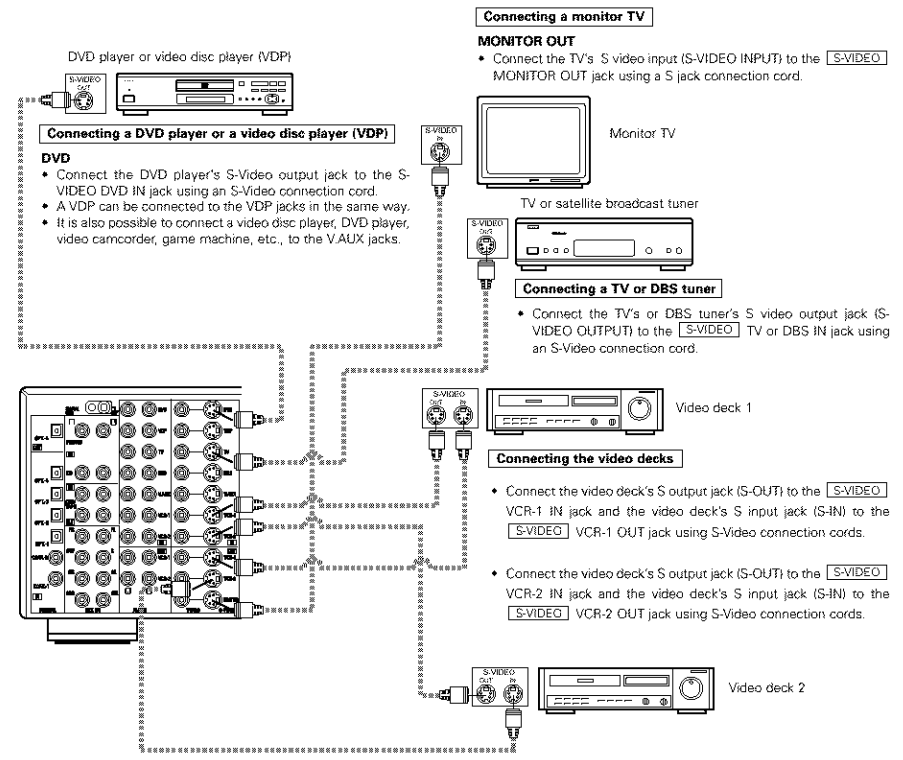 Connecting a monitor TV
MONITOR OUT
• Connect the TV's S video input (S-VIDEO INPUT) to the S-VIDEO
MONITOR OUT jack using a S jack connection cord.
DVD player or video disc player (VDP)
S-VIDEO
OUT
Connecting a DVD player or a video disc player (VDP)
DVD
• Connect the DVD player's S-Video output jack to the S-
VIDEO DVD IN jack using an S-Video connection cord.
• A VDP can be connected to the VDP jacks in the same way.
• It is also possible to connect a video disc player, DVD player,
video camcorder, game machine, etc., to the V.AUX jacks.
S-VIDEO
IN
Monitor TV
TV or satellite broadcast tuner
S-VIDEO
OUT
Connecting a TV or DBS tuner
• Connect the TV's or DBS tuner's S video output jack (S-
VIDEO OUTPUT) to the S-VIDEO TV or DBS IN jack using
an S-Video connection cord.
S-VIDEO
OUT IN
Video deck 1
Connecting the video decks
• Connect the video deck's S output jack (S-OUT) to the S-VIDEO
VCR-1 IN jack and the video deck's S input jack (S-IN) to the
S-VIDEO VCR-1 OUT jack using S-Video connection cords.
• Connect the video deck's S output jack (S-OUT) to the S-VIDEO
VCR-2 IN jack and the video deck's S input jack (S-IN) to the
S-VIDEO VCR-2 OUT jack using S-Video connection cords.
S-VIDEO
OUT IN
Video deck 2